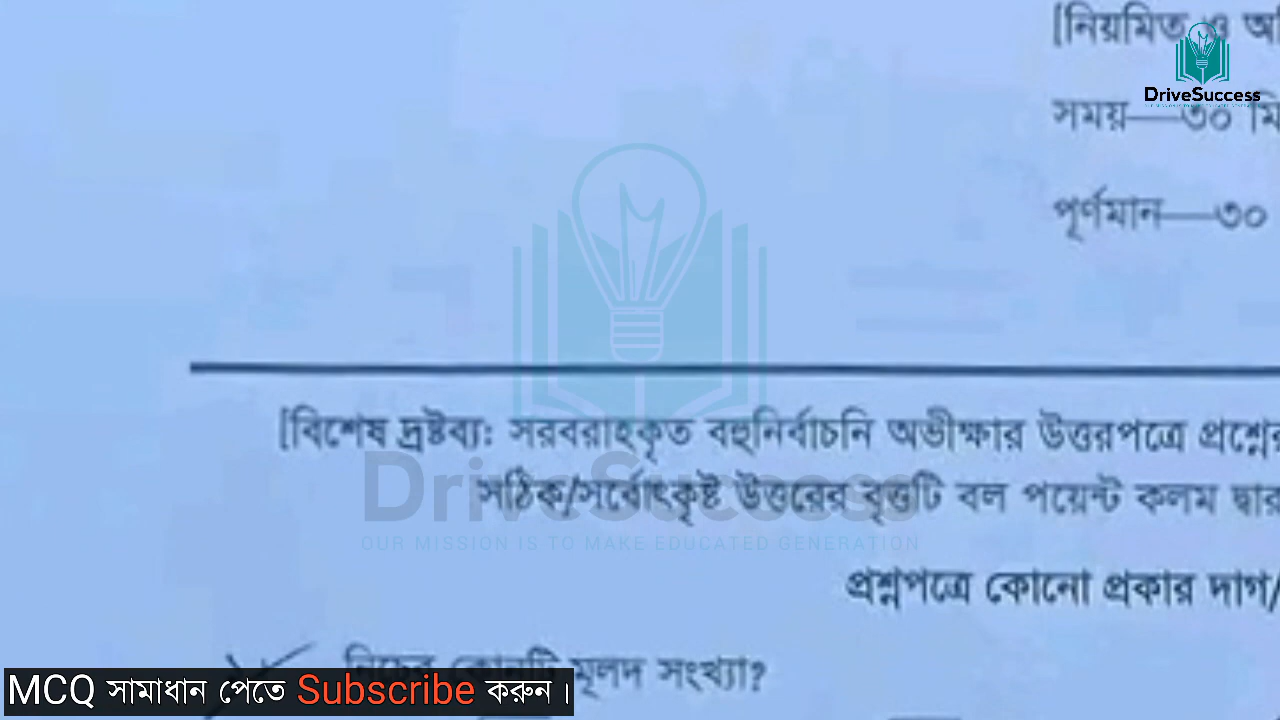 [নিয়মিত ও
DriveSuccess
সময়—৩০
পূর্ণমান—৩০
[বিশেষ দ্রষ্টব্য: সরবরাহকৃত বহুনির্বাচনি অভীক্ষার উত্তরপত্রে
DriveSuccess
সঠিক/সর্বোৎকৃষ্ট উত্তরের বৃত্তটি বল পয়েন্ট কলম
OUR MISSION IS TO MAKE EDUCATED GENERATION
প্রশ্নপত্রে কোনো প্রকার দাগ/
নিচের কোনটি মূলদ সংখ্যা?
MCQ সামাধান পেতে Subscribe করুন।